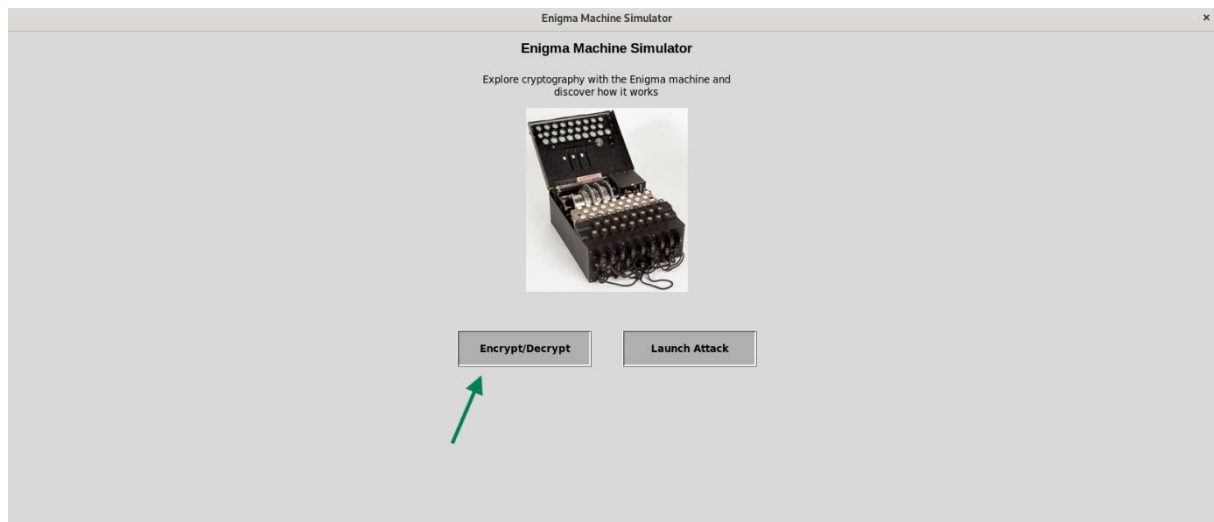 Enigma Machine Simulator
×
Enigma Machine Simulator
Explore cryptography with the Enigma machine and
discover how it works
Encrypt/Decrypt
Launch Attack